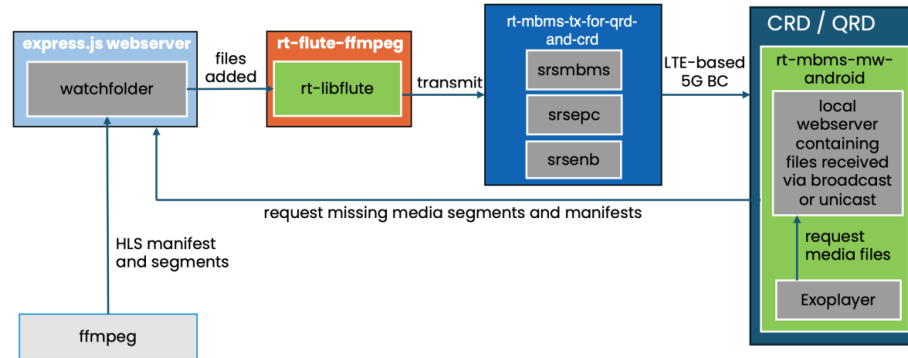 express.js webserver
watchfolder
files
added
rt-flute-ffmpeg
rt-libflute
transmit
rt-mbms-tx-for-qrd-
and-crd
srsmbms
srsepc
srsenb
LTE-based
5G BC
CRD / QRD
rt-mbms-mw-
android
local
webserver
containing
files received
via broadcast
or unicast
request missing media segments and manifests
request
media files
Exoplayer
HLS manifest
and segments
ffmpeg